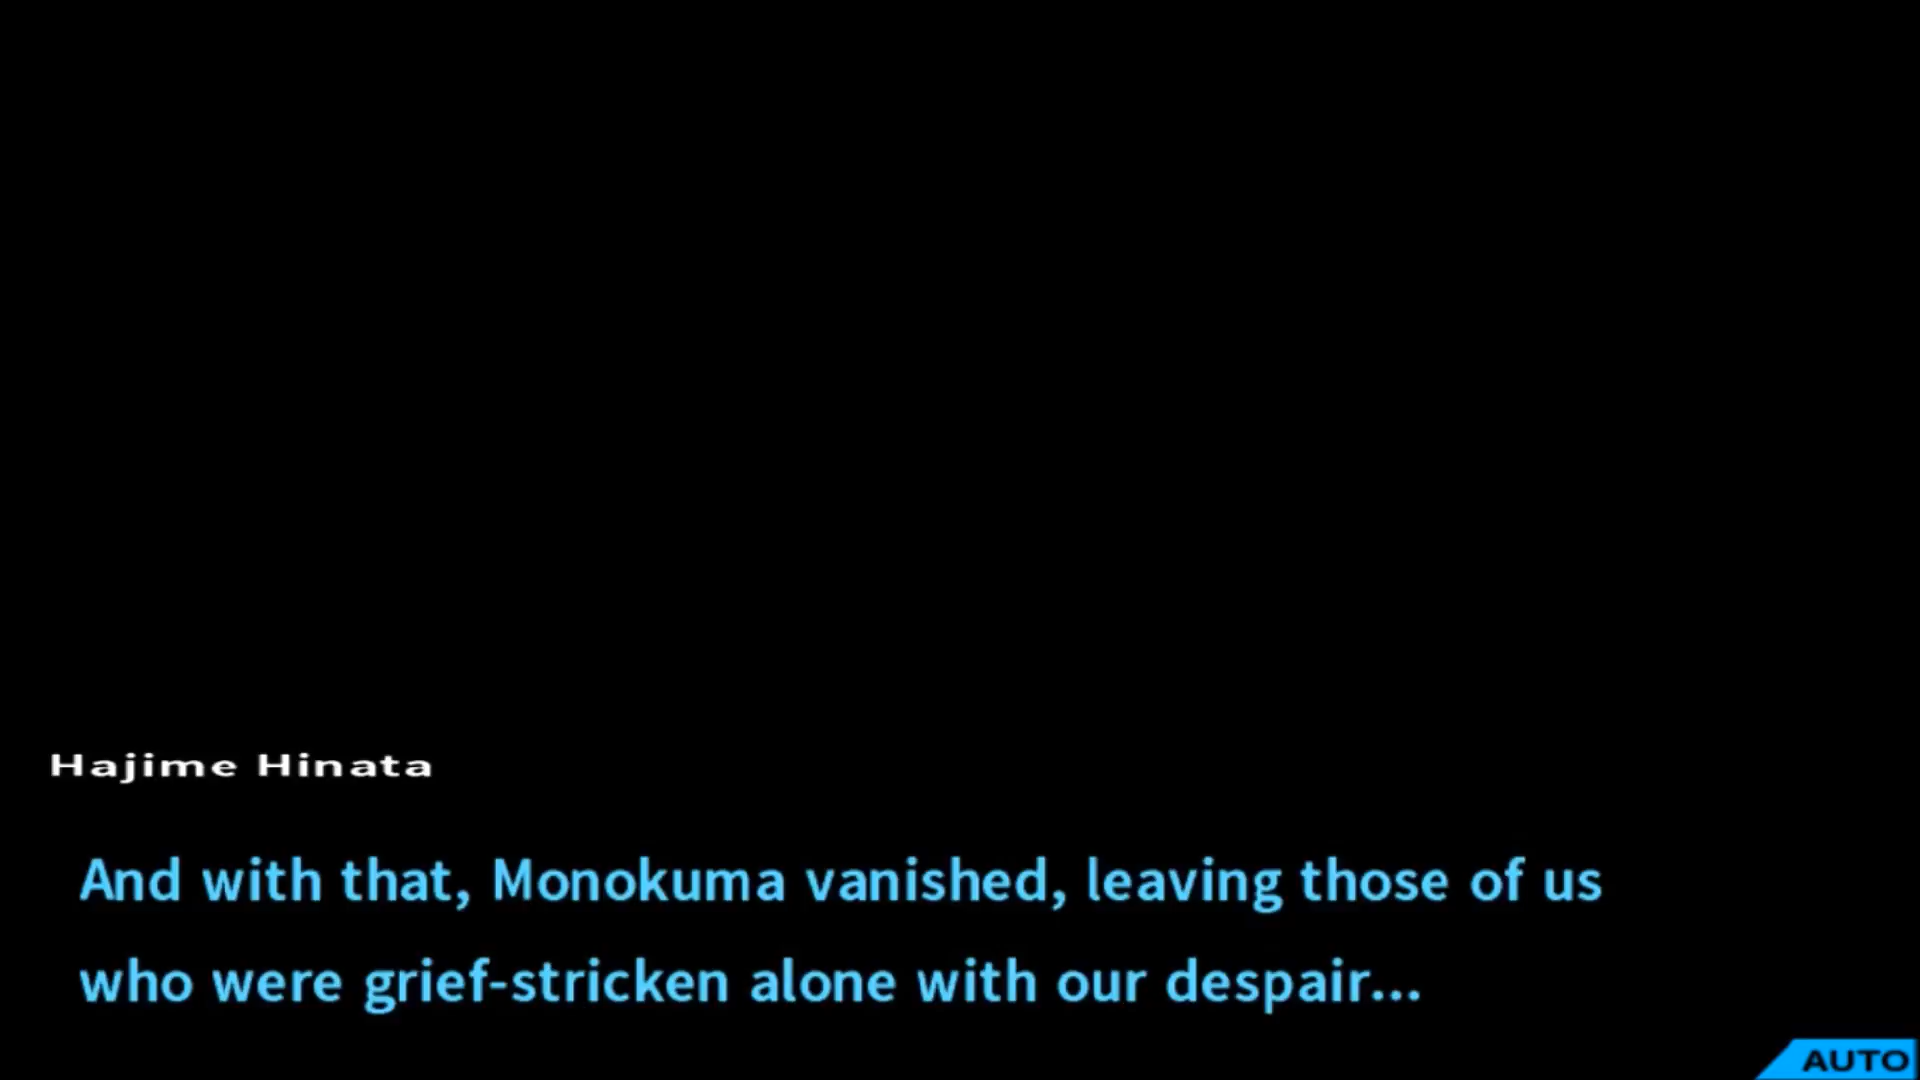 Hajime Hinata
And with that, Monokuma vanished, leaving those of us
who were grief-stricken alone with our despair...
AUTO